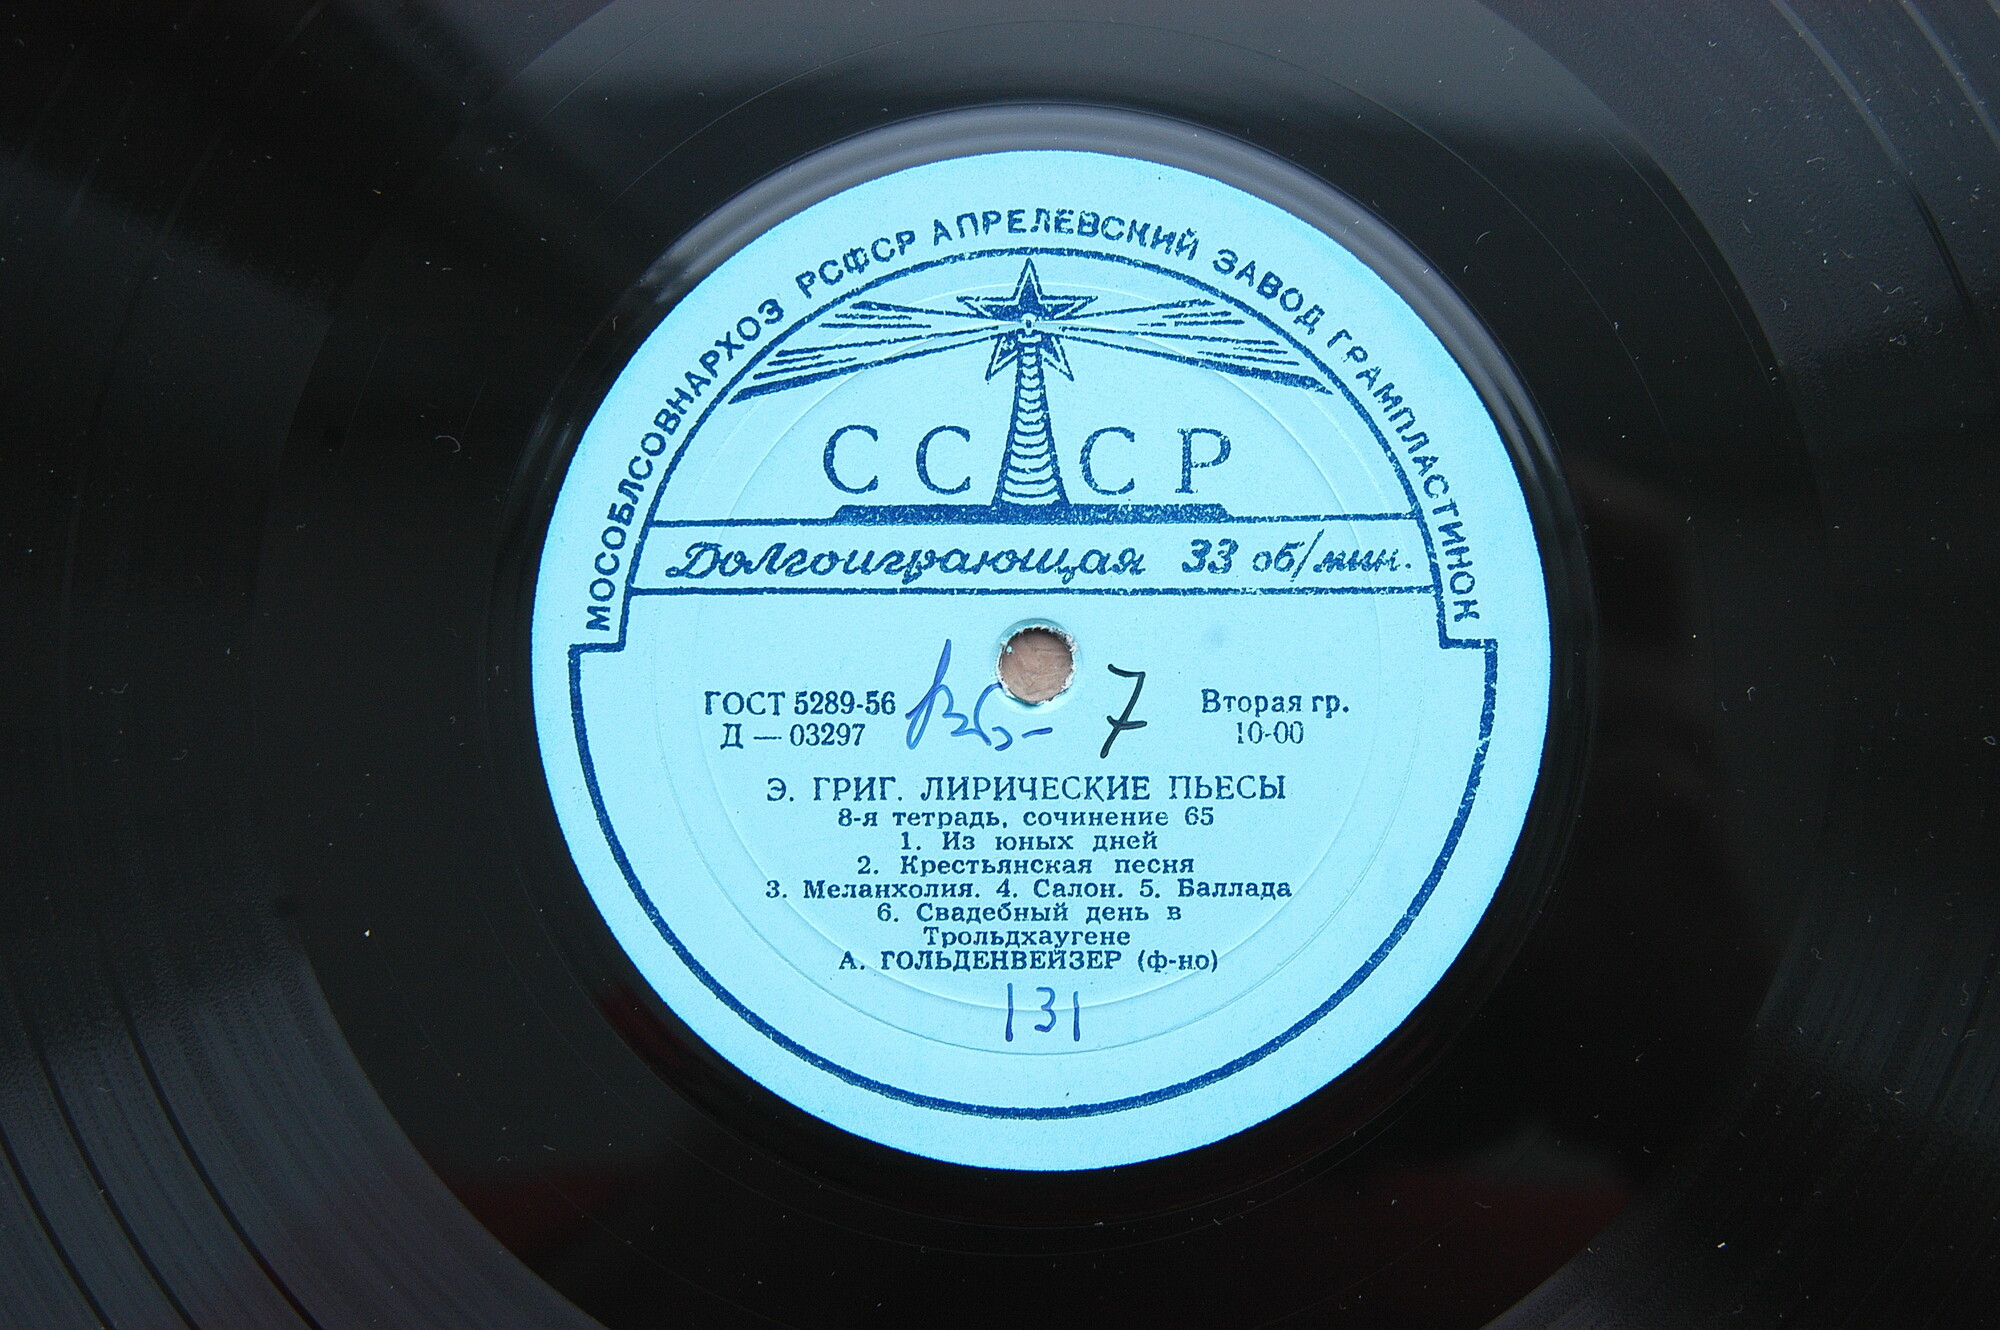 МОСОБЛСОВНАРХОЗ РСФСР АПРЕЛЕВСКИЙ ЗАВОД ГРАМПЛАСТИНОК
СССР
Долгоиграющая 33 об/мин.
ГОСТ 5289-56
Д — 03297
7
Вторая гр.
10-00
Э. ГРИГ. ЛИРИЧЕСКИЕ ПЬЕСЫ
8-я тетрадь, сочинение 65
1. Из юных дней
2. Крестьянская песня
3. Меланхолия. 4. Салон. 5. Баллада
6. Свадебный день в
Трольдхаугене
А. ГОЛЬДЕНВЕЙЗЕР (ф-но)
131